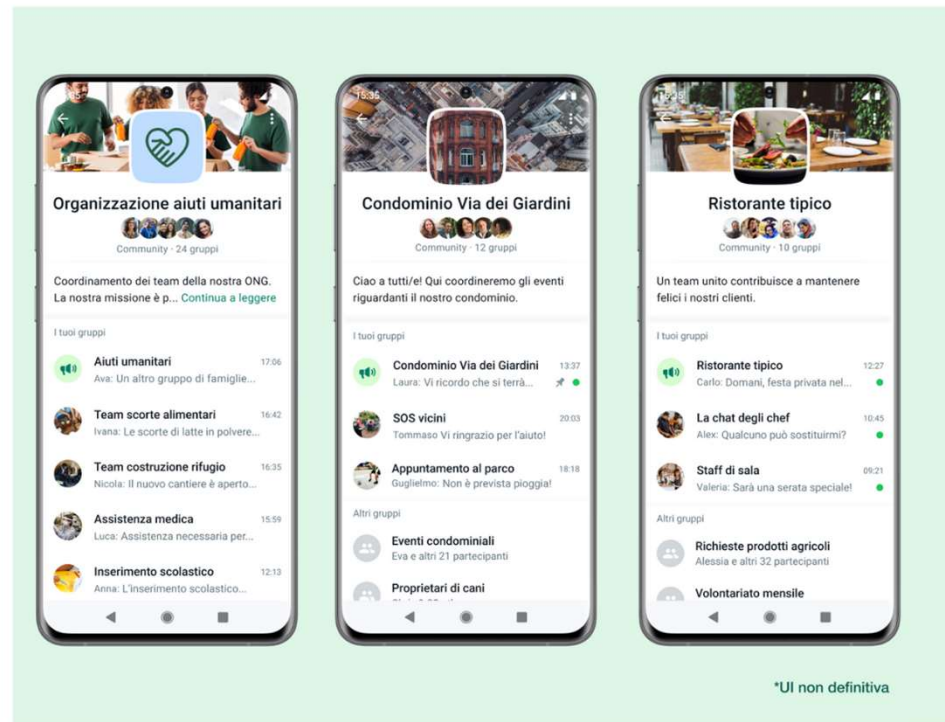 15:35
Organizzazione aiuti umanitari
Community · 24 gruppi
Coordinamento dei team della nostra ONG.
La nostra missione è p... Continua a leggere
I tuoi gruppi
Aiuti umanitari 17:06
Ava: Un altro gruppo di famiglie...
Team scorte alimentari 16:42
Ivana: Le scorte di latte in polvere...
Team costruzione rifugio 16:35
Nicola: Il nuovo cantiere è aperto...
Assistenza medica 15:59
Luca: Assistenza necessaria per...
Inserimento scolastico 12:13
Anna: L'inserimento scolastico...
15:35
Condominio Via dei Giardini
Community · 12 gruppi
Ciao a tutti/e! Qui coordineremo gli eventi
riguardanti il nostro condominio.
I tuoi gruppi
Condominio Via dei Giardini 13:37
Laura: Vi ricordo che si terrà...
SOS vicini 20:03
Tommaso Vi ringrazio per l'aiuto!
Appuntamento al parco 18:18
Guglielmo: Non è prevista pioggia!
Altri gruppi
Eventi condominiali
Eva e altri 21 partecipanti
Proprietari di cani
15:35
Ristorante tipico
Community · 10 gruppi
Un team unito contribuisce a mantenere
felici i nostri clienti.
I tuoi gruppi
Ristorante tipico 12:27
Carlo: Domani, festa privata nel...
La chat degli chef 10:45
Alex: Qualcuno può sostituirmi?
Staff di sala 09:21
Valeria: Sarà una serata speciale!
Altri gruppi
Richieste prodotti agricoli
Alessia e altri 32 partecipanti
Volontariato mensile
*UI non definitiva